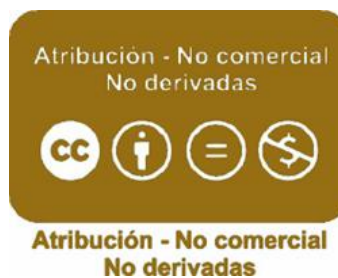 Atribución - No comercial
No derivadas
cc
Atribución - No comercial
No derivadas